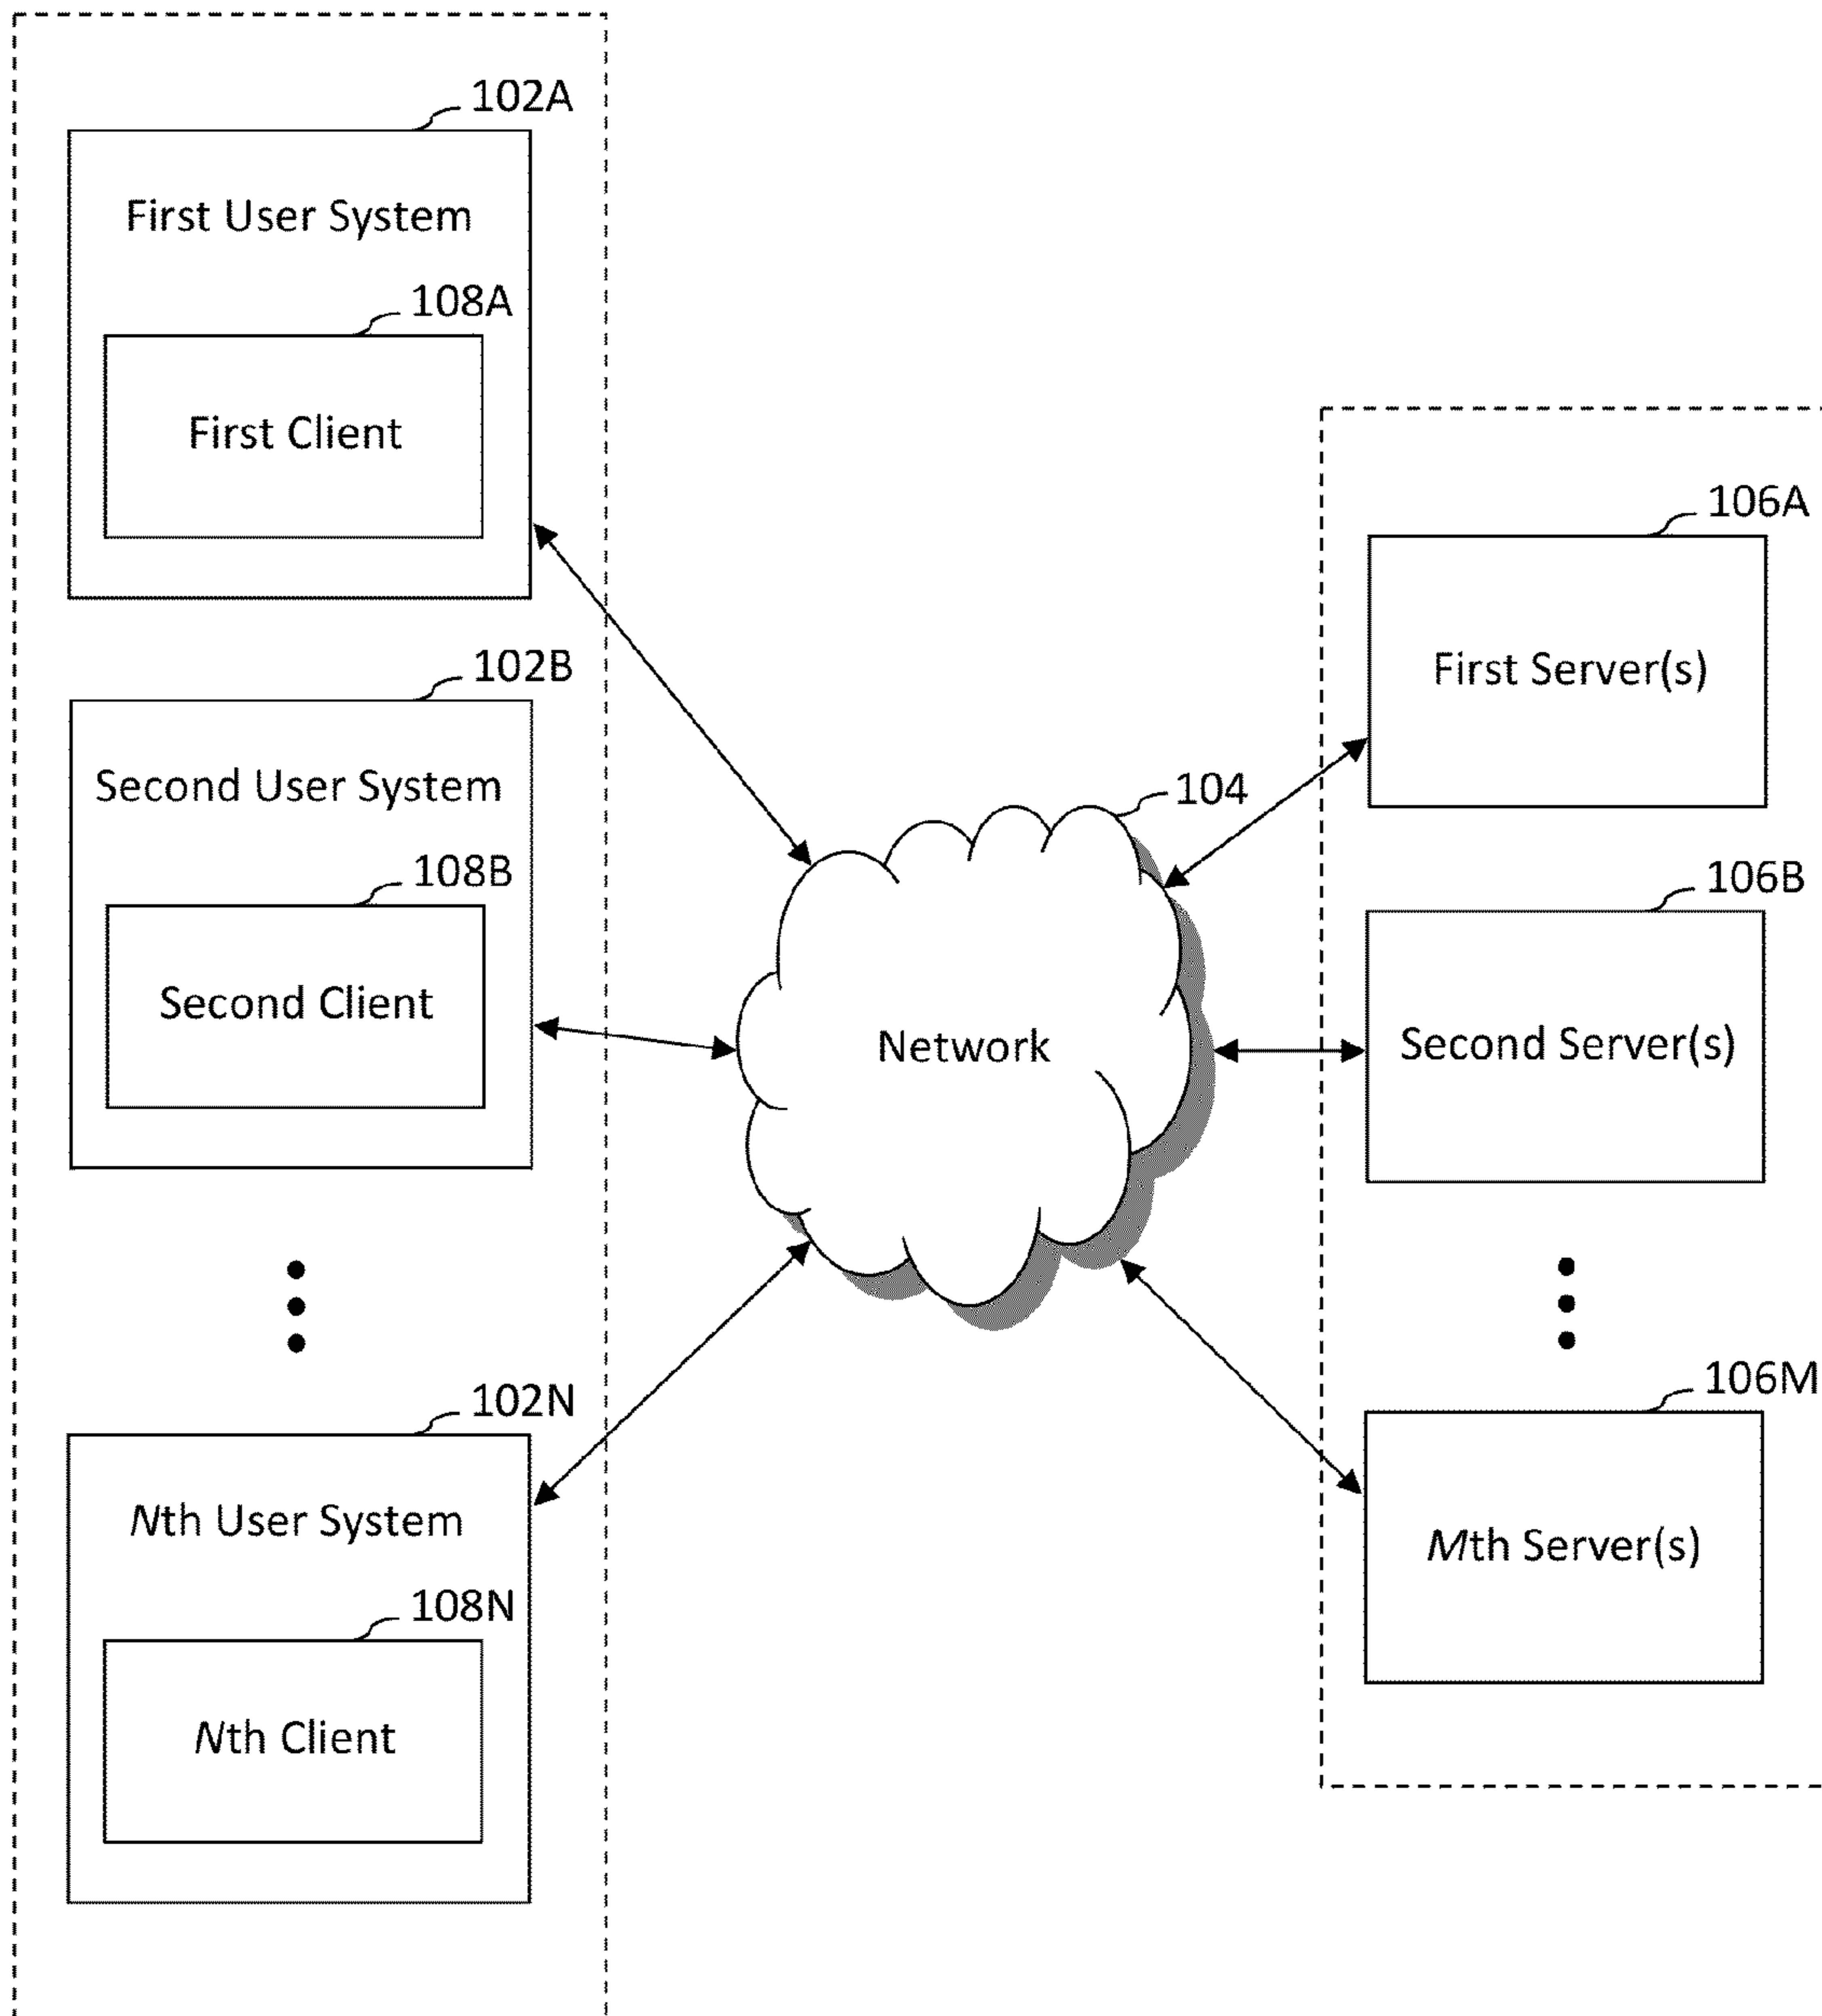 102A
First User System
108A
First Client
102B
Second User System
108B
Second Client
102N
Nth User System
108N
Nth Client
104
Network
106A
First Server(s)
106B
Second Server(s)
106M
Mth Server(s)